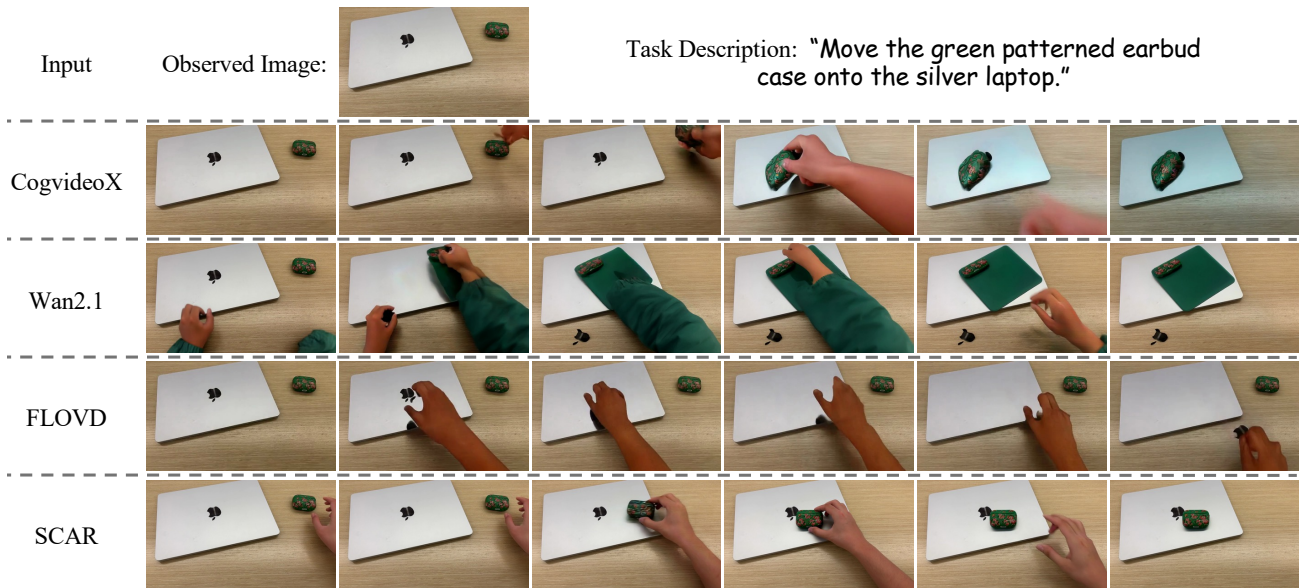 Input
Observed Image:
Task Description: “Move the green patterned earbud
case onto the silver laptop.”
CogvideoX
Wan2.1
FLOVD
SCAR